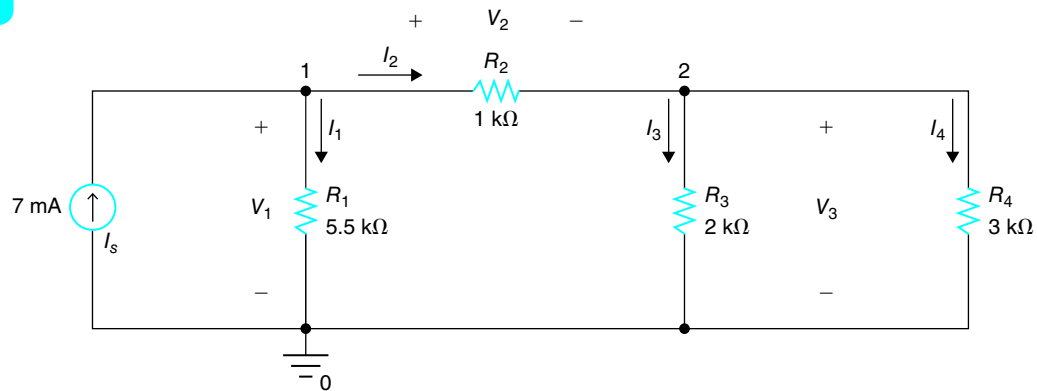 + V2 −
I2 R2
1 2
1 kΩ
+ I1 I3 + I4
7 mA V1 R1 R3 V3 R4
5.5 kΩ 2 kΩ 3 kΩ
Is
− −
0